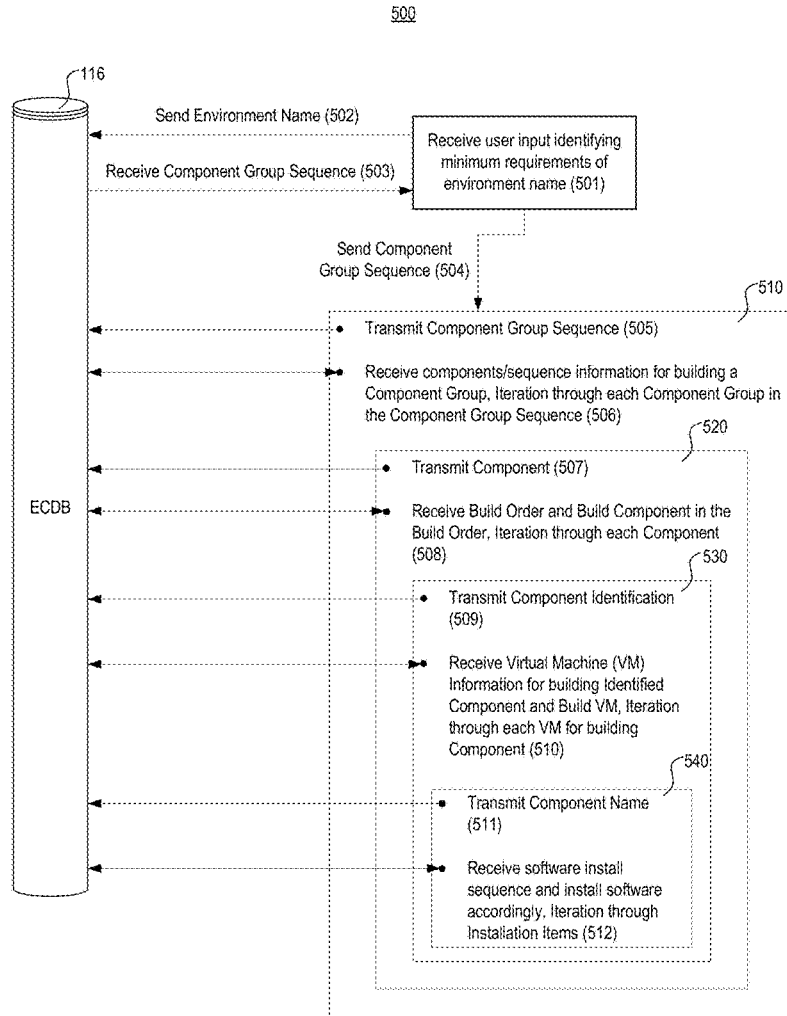 500
116
Send Environment Name (502)
Receive Component Group Sequence (503)
Receive user input identifying
minimum requirements of
environment name (501)
Send Component
Group Sequence (504)
510
Transmit Component Group Sequence (505)
Receive components/sequence information for building a
Component Group, Iteration through each Component Group in
the Component Group Sequence (506)
520
Transmit Component (507)
ECDB
Receive Build Order and Build Component in the
Build Order, Iteration through each Component
(508)
530
Transmit Component Identification
(509)
Receive Virtual Machine (VM)
Information for building Identified
Component and Build VM, Iteration
through each VM for building
Component (510)
540
Transmit Component Name
(511)
Receive software install
sequence and install software
accordingly, Iteration through
Installation Items (512)